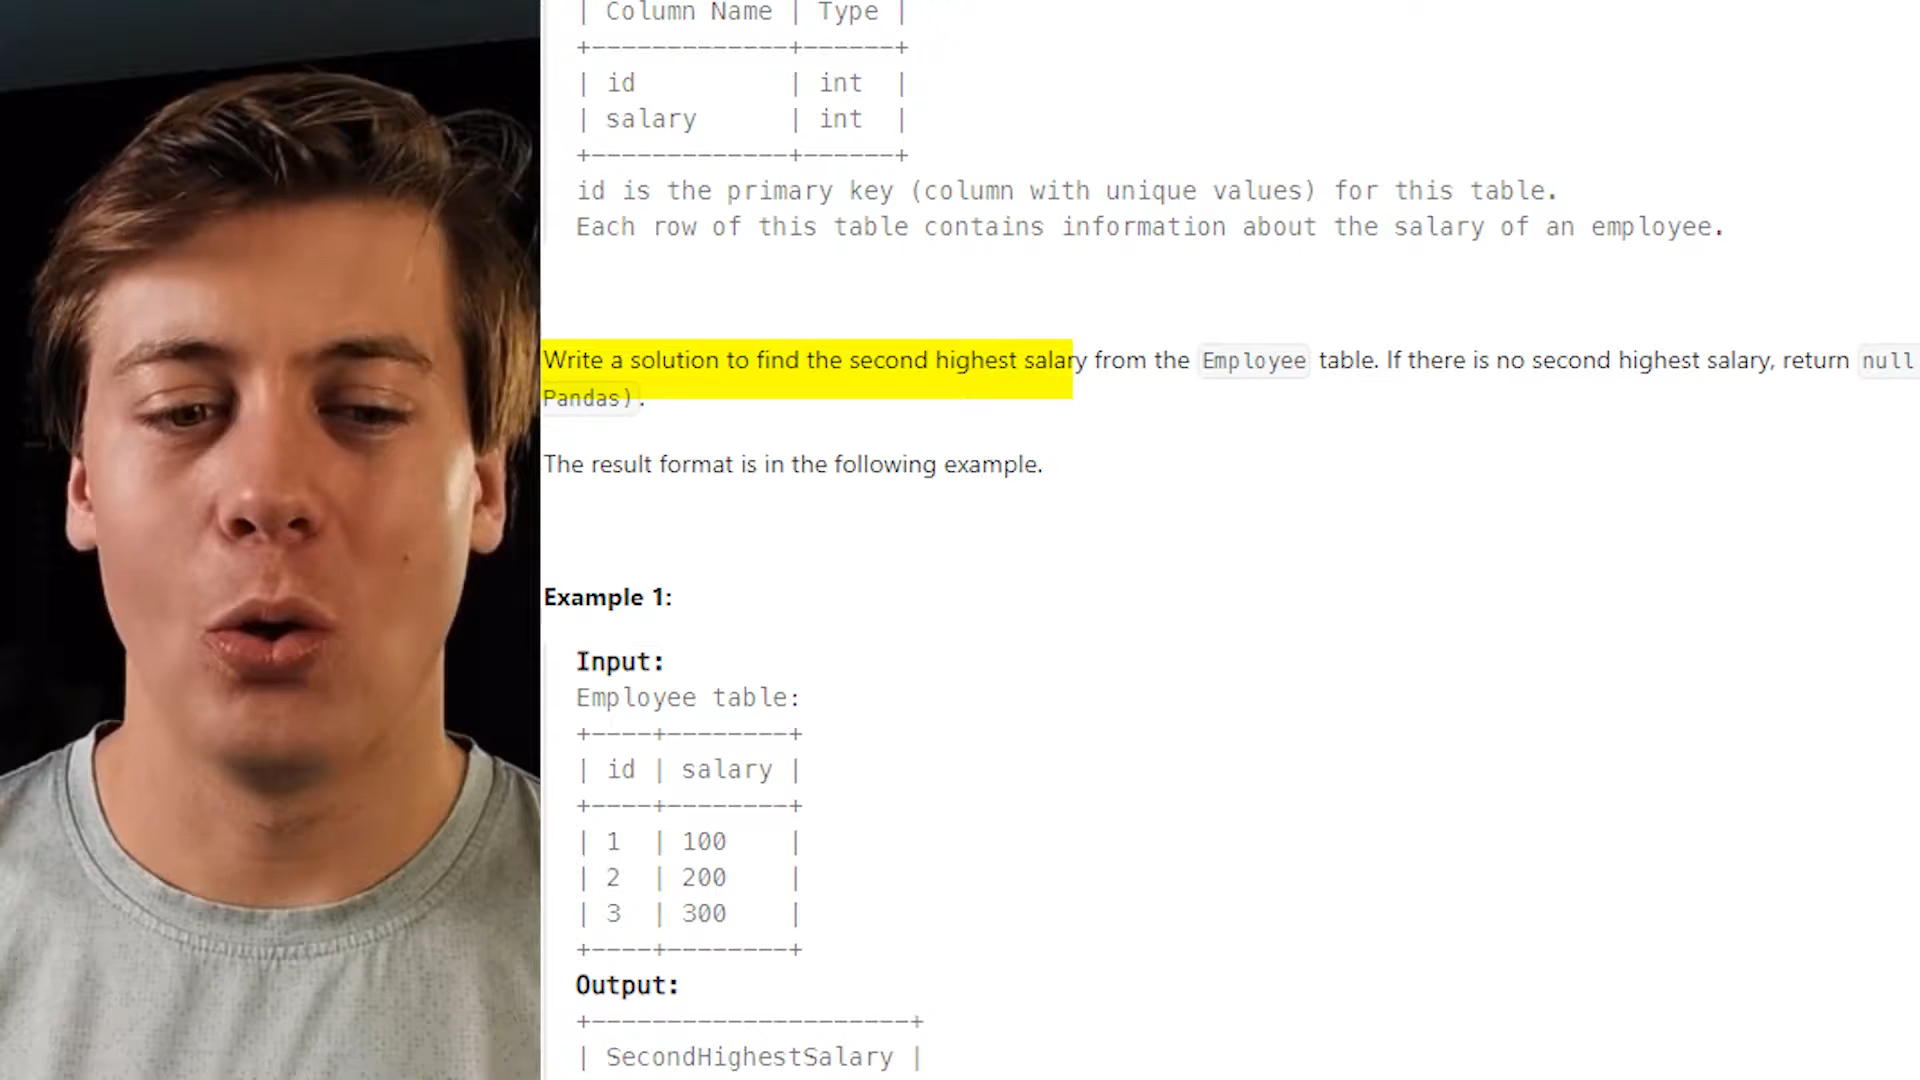 | Column Name | Type |
+-------------+------+
| id          | int  |
| salary      | int  |
+-------------+------+
id is the primary key (column with unique values) for this table.
Each row of this table contains information about the salary of an employee.
Write a solution to find the second highest salary from the Employee table. If there is no second highest salary, return null
Pandas).
The result format is in the following example.
Example 1:
Input:
Employee table:
+----+--------+
| id | salary |
+----+--------+
| 1  | 100    |
| 2  | 200    |
| 3  | 300    |
+----+--------+
Output:
+---------------------+
| SecondHighestSalary |